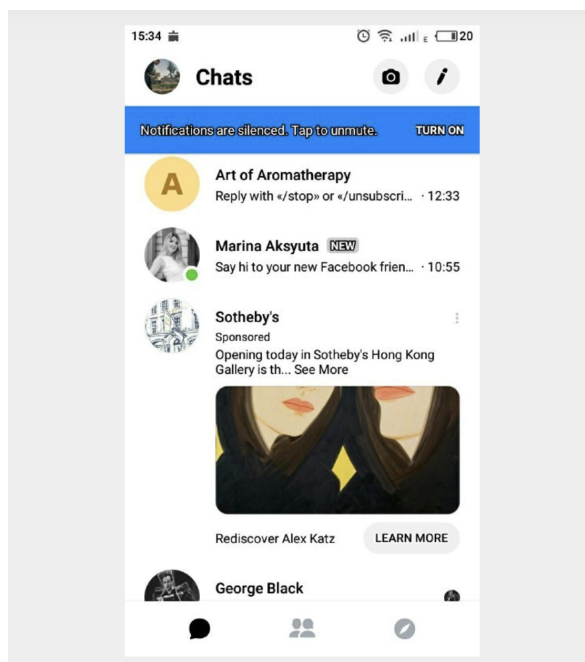 15:34 E 20
Chats
Notifications are silenced. Tap to unmute. TURN ON
A
Art of Aromatherapy
Reply with «/stop» or «/unsubscri... · 12:33
Marina Aksyuta NEW
Say hi to your new Facebook frien... · 10:55
Sotheby's
Sponsored
Opening today in Sotheby's Hong Kong
Gallery is th... See More
Rediscover Alex Katz LEARN MORE
George Black